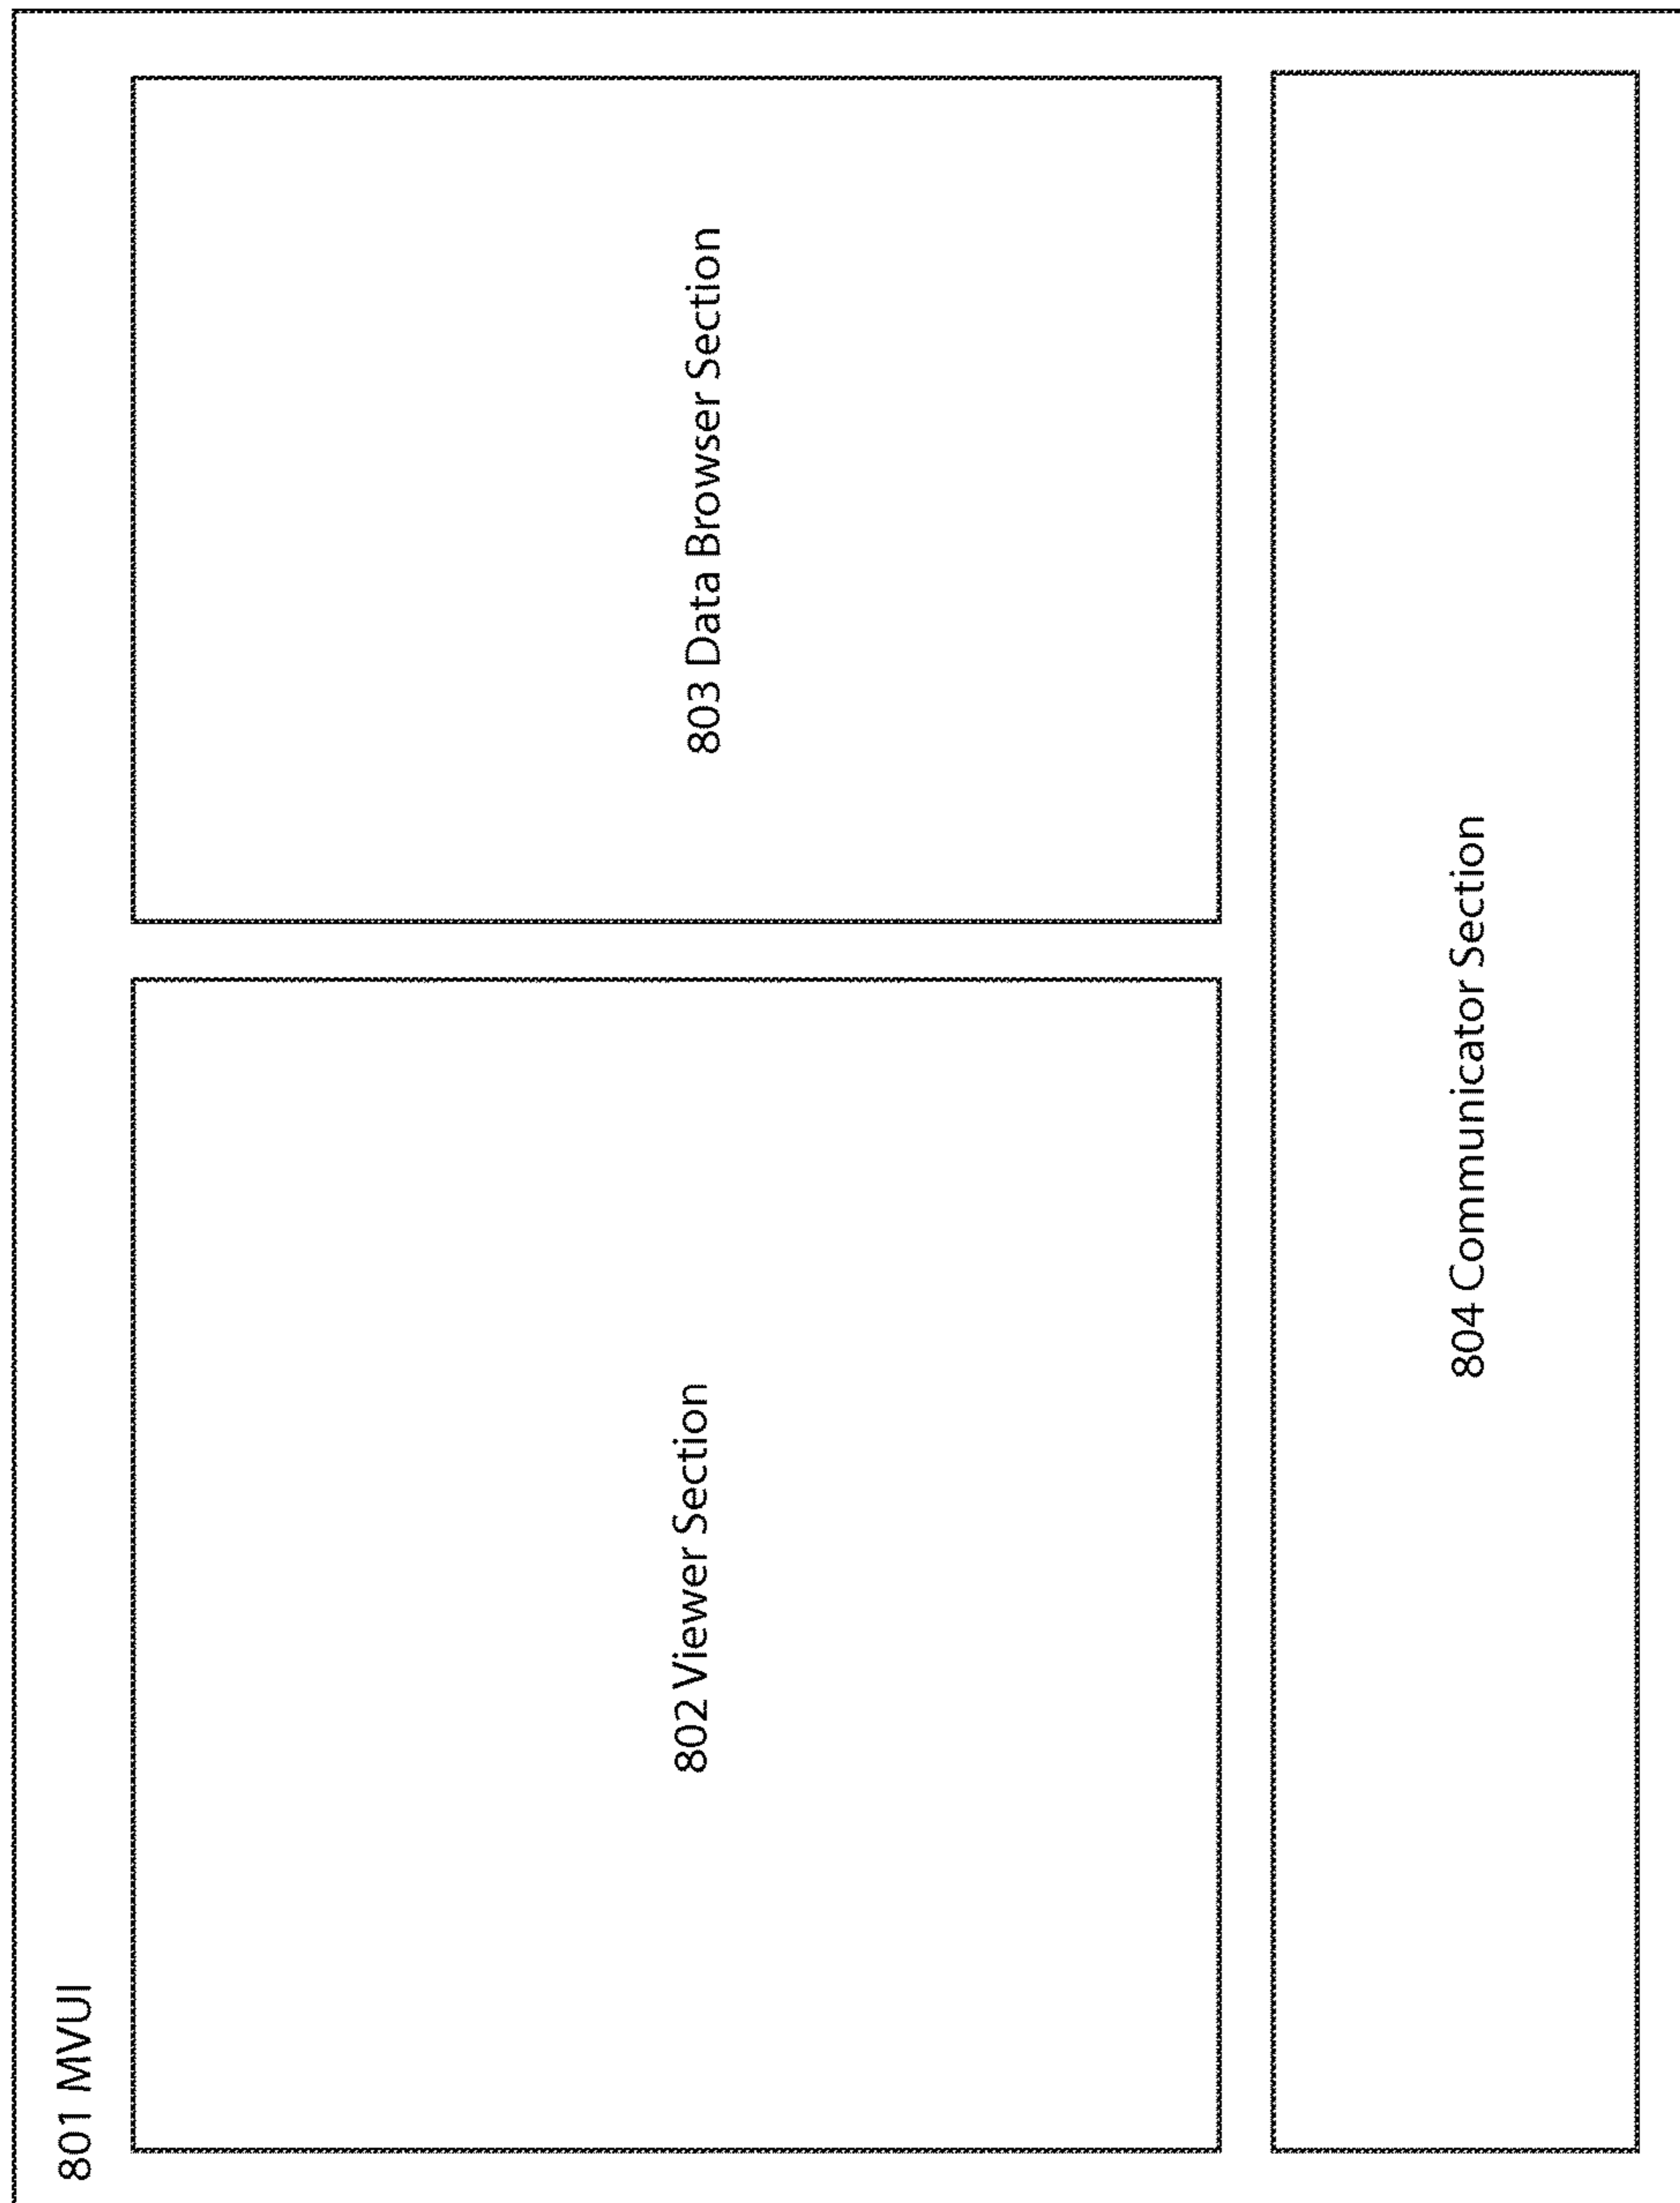 801 MVUI
802 Viewer Section
803 Data Browser Section
804 Communicator Section